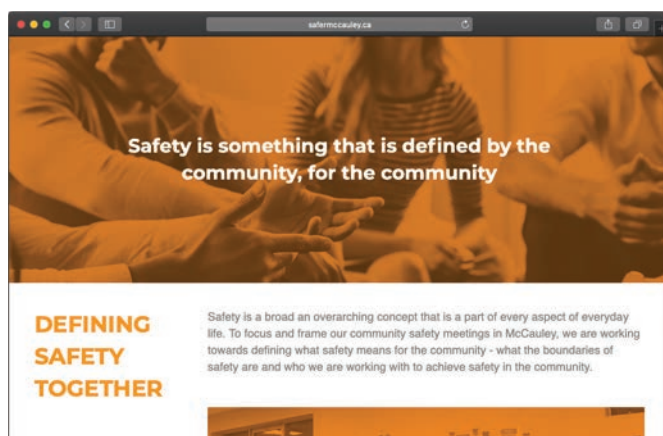 safermccauley.ca
Safety is something that is defined by the
community, for the community
DEFINING
SAFETY
TOGETHER
Safety is a broad an overarching concept that is a part of every aspect of everyday
life. To focus and frame our community safety meetings in McCauley, we are working
towards defining what safety means for the community - what the boundaries of
safety are and who we are working with to achieve safety in the community.